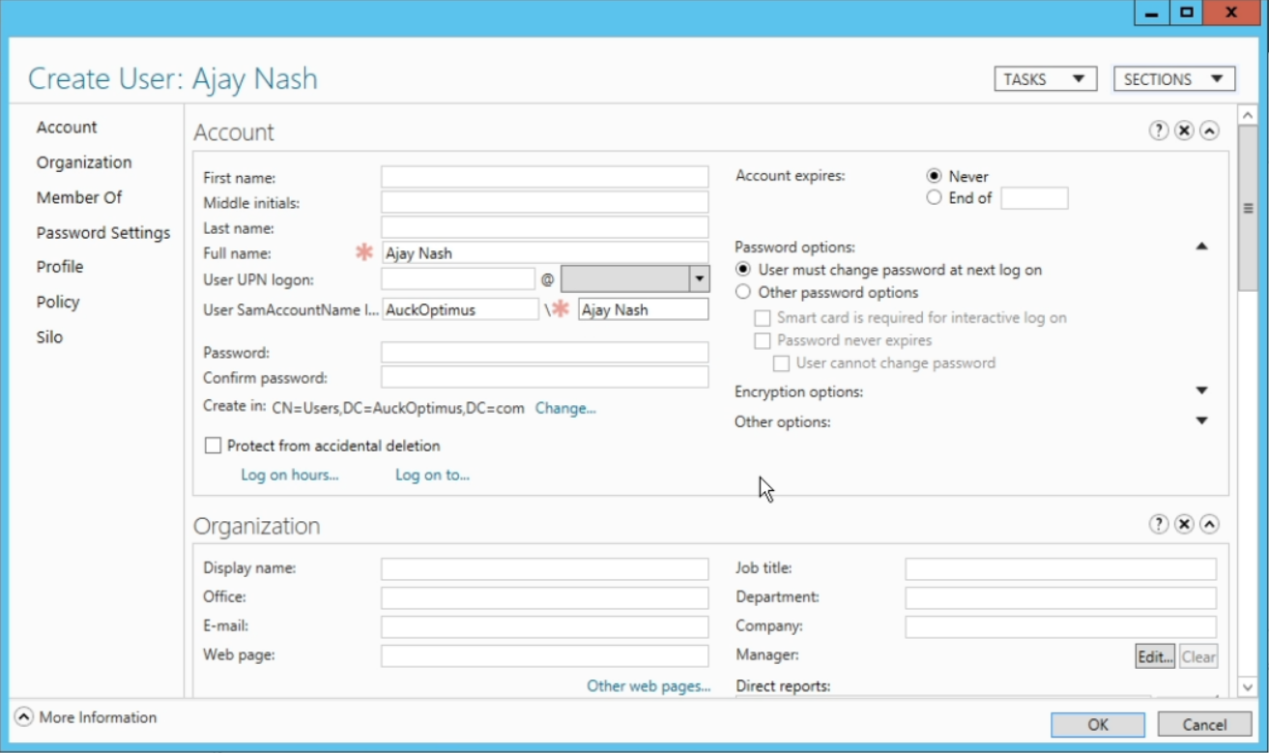 Create User: Ajay Nash
TASKS
SECTIONS
Account
Organization
Member Of
Password Settings
Profile
Policy
Silo
Account
First name:
Middle initials:
Last name:
Full name: * Ajay Nash
User UPN logon: @
User SamAccountName l... AuckOptimus \* Ajay Nash
Password:
Confirm password:
Create in: CN=Users,DC=AuckOptimus,DC=com Change...
Protect from accidental deletion
Log on hours... Log on to...
Account expires: Never
End of
Password options:
User must change password at next log on
Other password options
Smart card is required for interactive log on
Password never expires
User cannot change password
Encryption options:
Other options:
Organization
Display name:
Office:
E-mail:
Web page:
Other web pages...
Job title:
Department:
Company:
Manager: Edit... Clear
Direct reports:
More Information
OK
Cancel